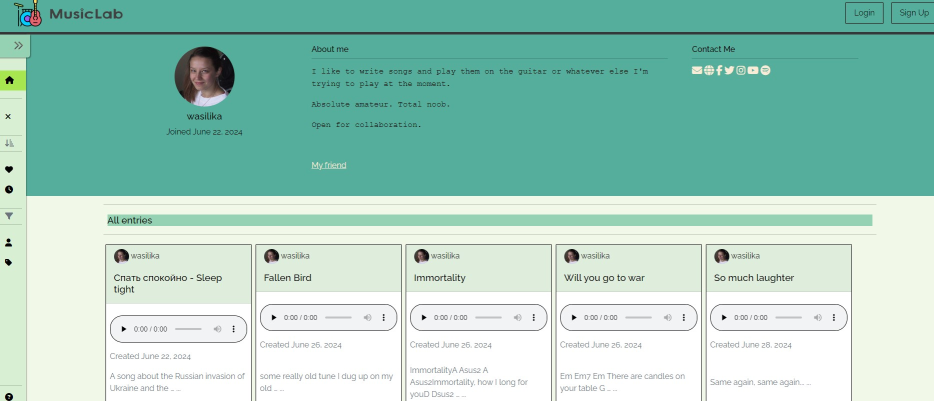 MusicLab
Login
Sign Up
About me
Contact Me
I like to write songs and play them on the guitar or whatever else I'm
trying to play at the moment.
Absolute amateur. Total noob.
Open for collaboration.
My friend
wasilika
Joined June 22, 2024
All entries
wasilika
Спать спокойно - Sleep
tight
0:00 / 0:00
Created June 22, 2024
A song about the Russian invasion of
Ukraine and the ... ...
wasilika
Fallen Bird
0:00 / 0:00
Created June 26, 2024
some really old tune I dug up on my
old ... ...
wasilika
Immortality
0:00 / 0:00
Created June 26, 2024
ImmortalityA Asus2 A
Asus2Immortality, how I long for
youD Dsus2 ... ...
wasilika
Will you go to war
0:00 / 0:00
Created June 26, 2024
Em Em7 Em There are candles on
your table G ... ...
wasilika
So much laughter
0:00 / 0:00
Created June 28, 2024
Same again, same again... ...